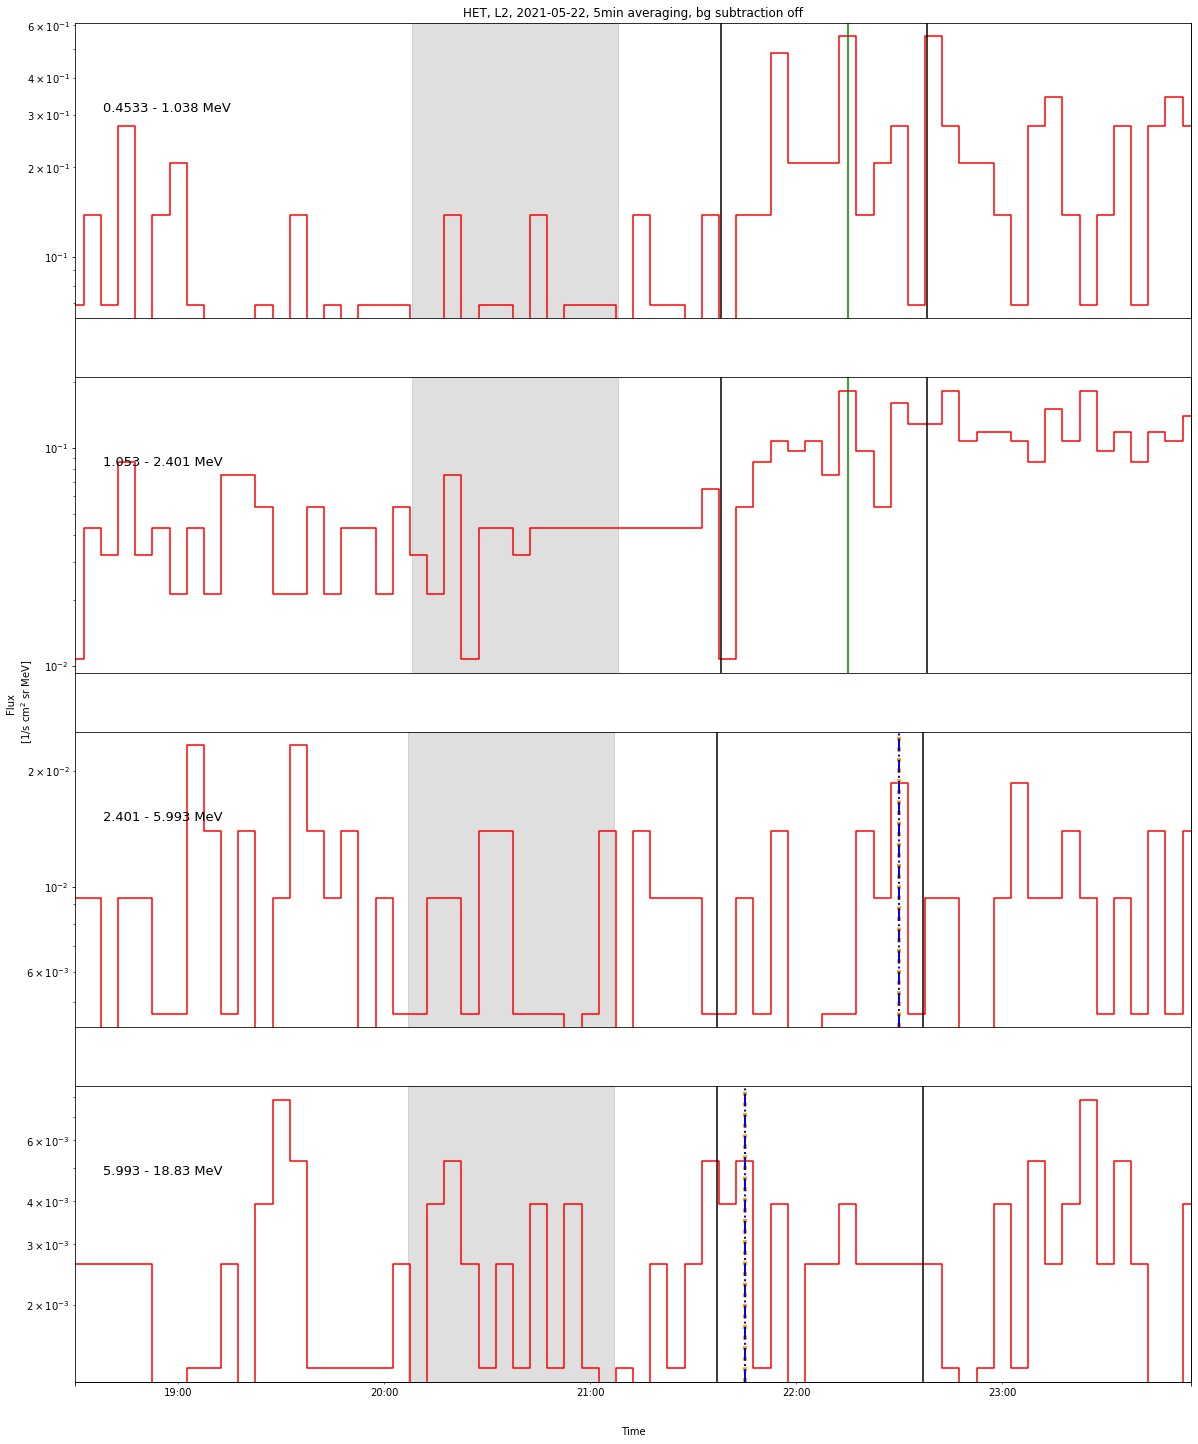 HET, L2, 2021-05-22, 5min averaging, bg subtraction off
6 × 10⁻¹
4 × 10⁻¹
3 × 10⁻¹
2 × 10⁻¹
10⁻¹
0.4533 - 1.038 MeV
10⁻¹
10⁻²
1.053 - 2.401 MeV
Flux
[1/s cm² sr MeV]
2 × 10⁻²
10⁻²
6 × 10⁻³
2.401 - 5.993 MeV
6 × 10⁻³
4 × 10⁻³
3 × 10⁻³
2 × 10⁻³
5.993 - 18.83 MeV
19:00 20:00 21:00 22:00 23:00
Time